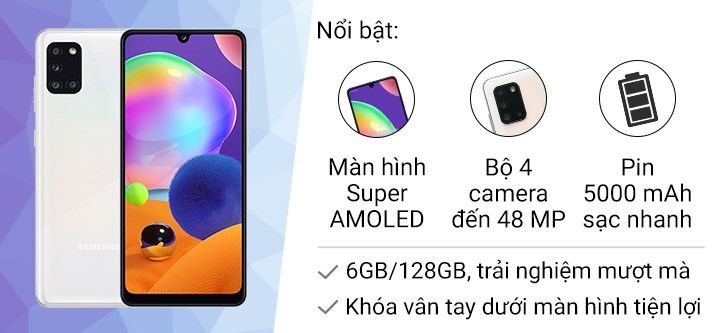 Nổi bật:
Màn hình
Super
AMOLED
Bộ 4
camera
đến 48 MP
Pin
5000 mAh
sạc nhanh
6GB/128GB, trải nghiệm mượt mà
Khóa vân tay dưới màn hình tiện lợi
SAMSUNG